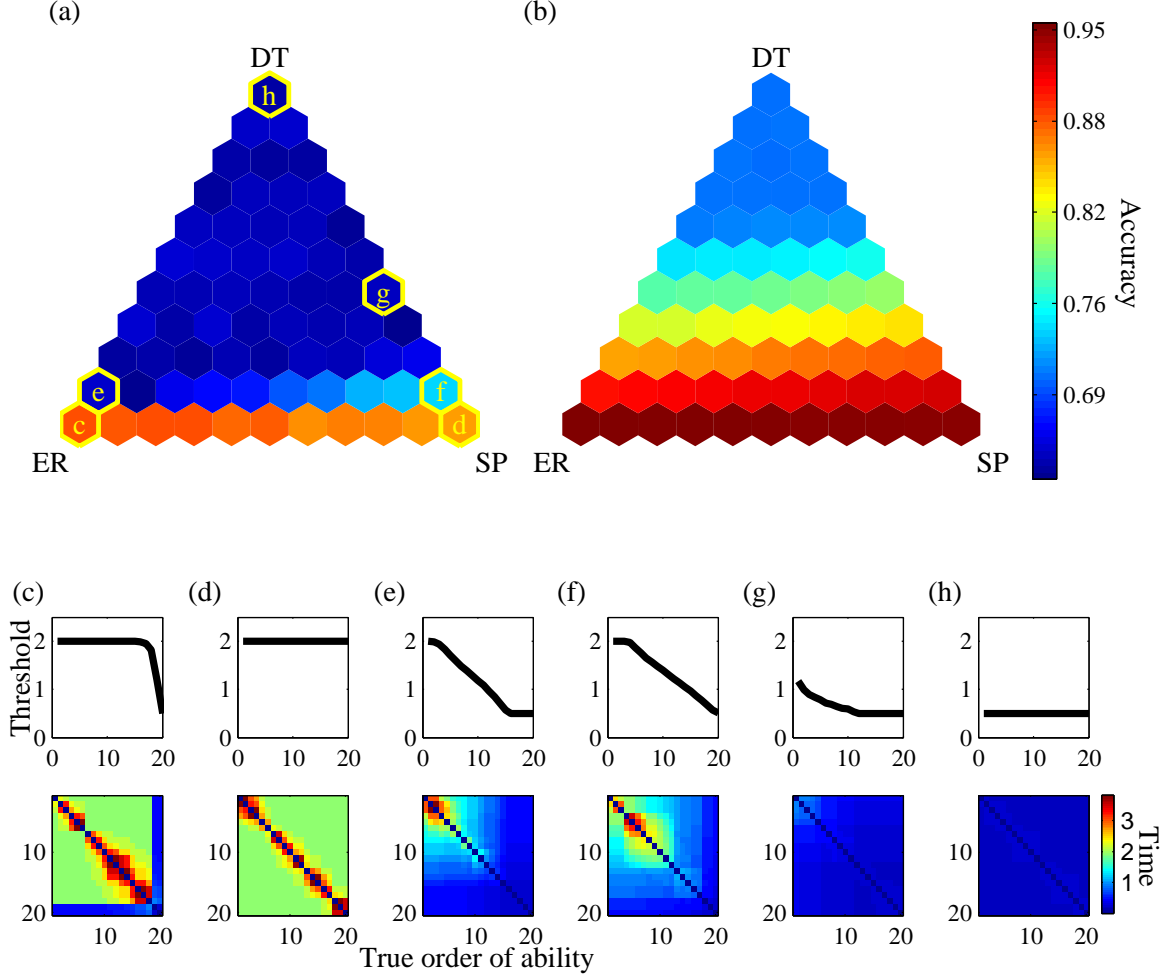 (a) (b)
DT DT
h
g
e f
c d
ER SP ER SP
0.95
0.88
0.82
0.76
0.69
Accuracy
(c) (d) (e) (f) (g) (h)
Threshold
2 2 2 2 2 2
1 1 1 1 1 1
0 0 0 0 0 0
0 10 20 0 10 20 0 10 20 0 10 20 0 10 20 0 10 20
10 10 10 10 10 10
20 20 20 20 20 20
10 20 10 20 10 20 10 20 10 20 10 20
3
2
1
Time
True order of ability